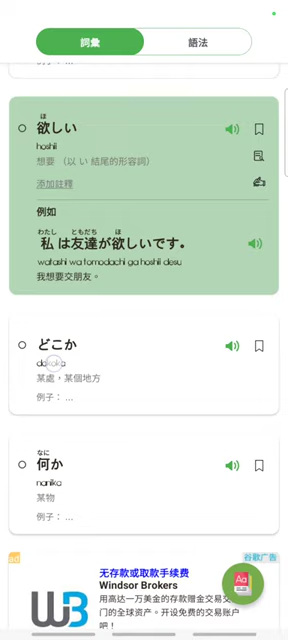 詞彙
語法
ほ
欲しい
hoshii
想要 （以 い 結尾的形容詞）
添加註釋
例如
わたし ともだち ほ
私は友達が欲しいです。
watashi wa tomodachi ga hoshii desu
我想要交朋友。
どこか
dokoka
某處，某個地方
例子： ...
なに
何か
nanika
某物
例子： ...
ad
谷歌广告
无存款或取款手续费
Windsor Brokers
用高达一万美金的存款赠金交易
门的全球资产。开设免费的交易账户
吧！